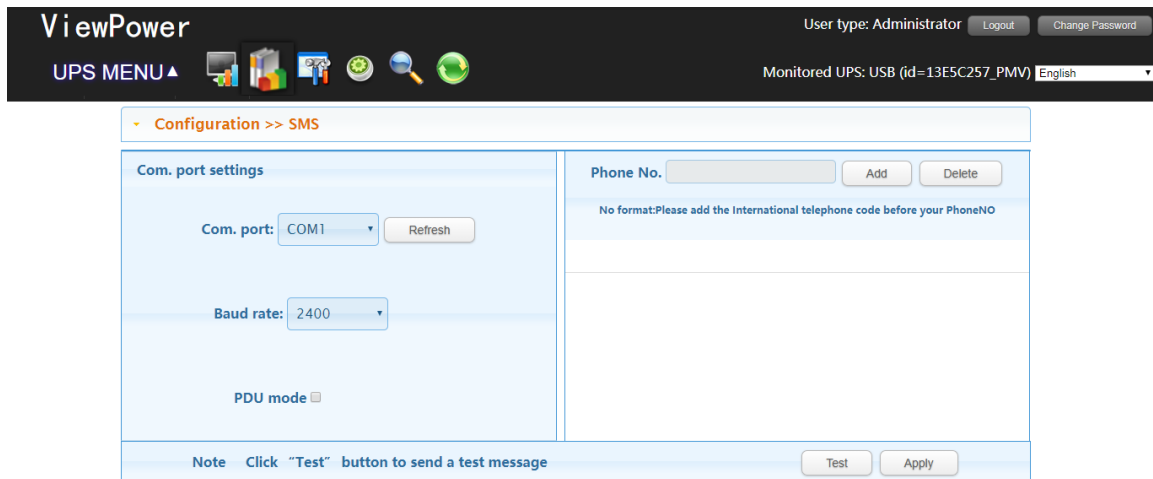 ViewPower
User type: Administrator Logout Change Password
UPS MENU▲
Monitored UPS: USB (id=13E5C257_PMV) English
Configuration >> SMS
Com. port settings
Com. port: COM1 Refresh
Baud rate: 2400
PDU mode
Phone No. Add Delete
No format:Please add the International telephone code before your PhoneNO
Note Click "Test" button to send a test message
Test Apply